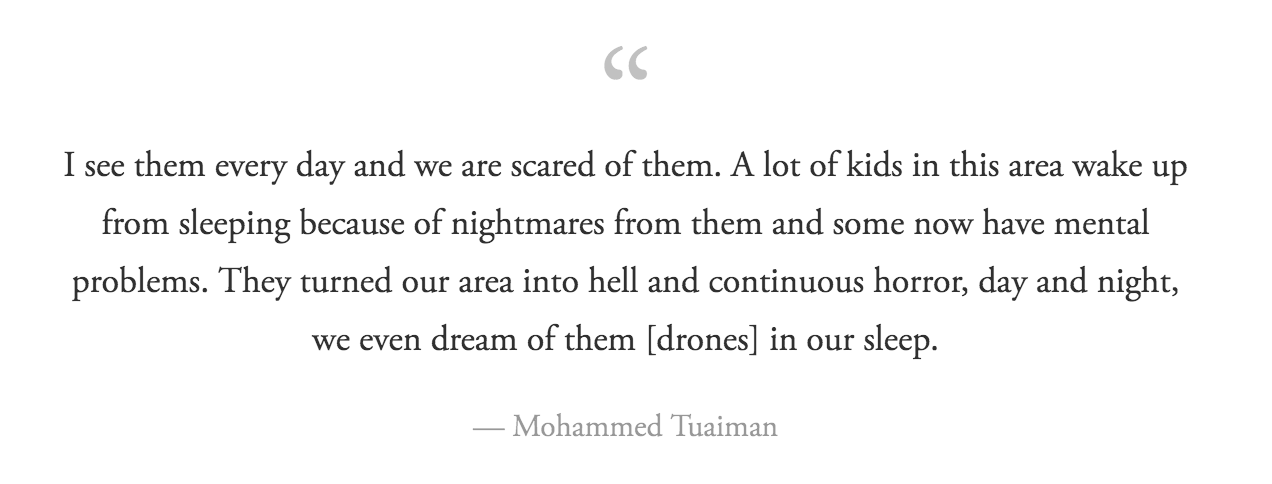 “
I see them every day and we are scared of them. A lot of kids in this area wake up
from sleeping because of nightmares from them and some now have mental
problems. They turned our area into hell and continuous horror, day and night,
we even dream of them [drones] in our sleep.
— Mohammed Tuaiman